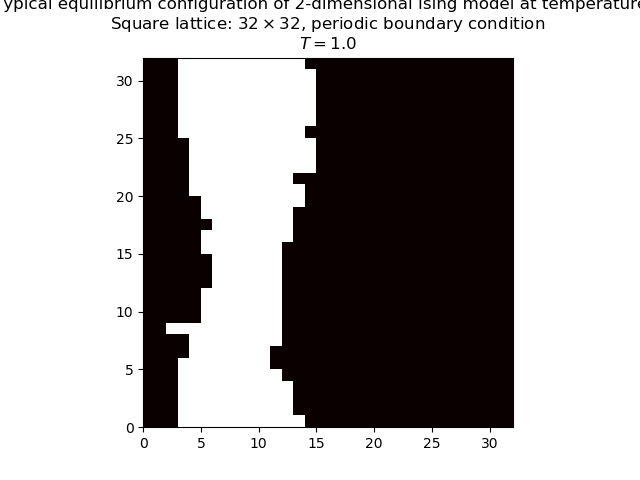 ypical equilibrium configuration of 2-dimensional Ising model at temperature
Square lattice: 32 × 32, periodic boundary condition
T = 1.0
30
25
20
15
10
5
0
0 5 10 15 20 25 30